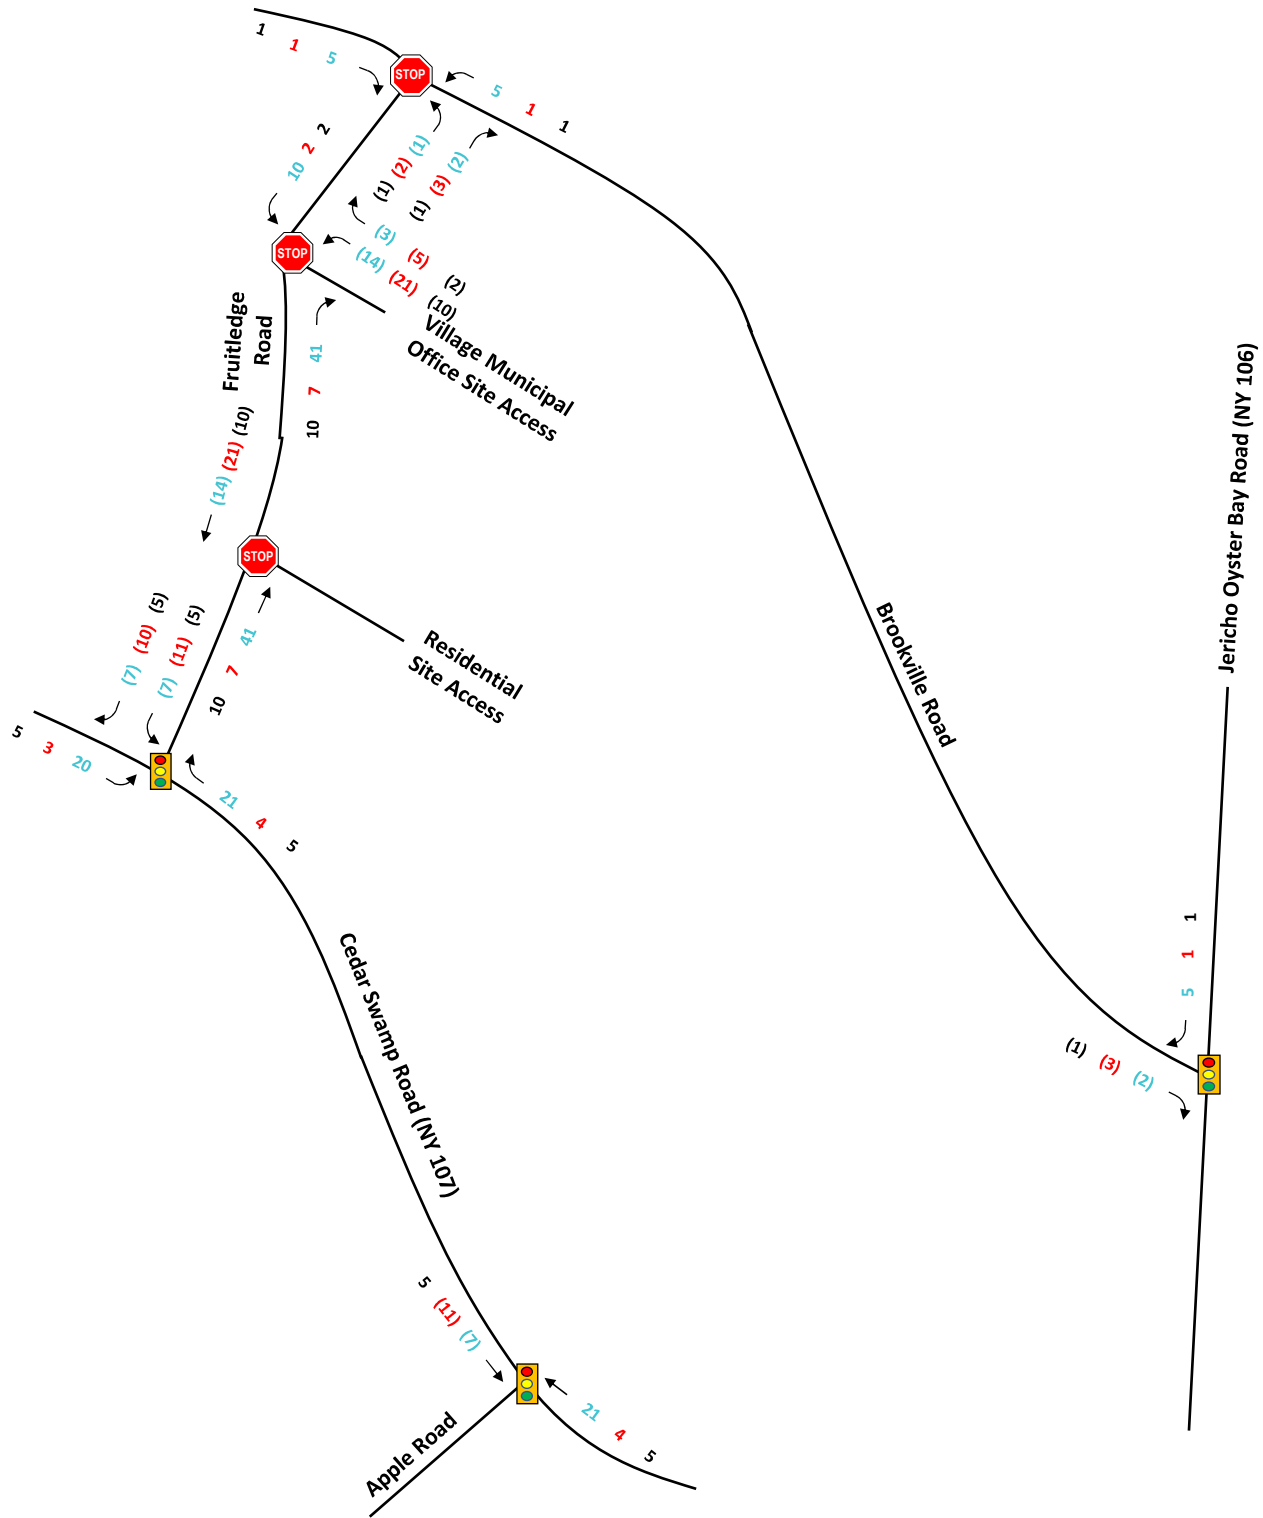 1 1 5
STOP
5 1 1
10 2 2
(1) (2) (1)
(1) (3) (2)
STOP
(3) (5) (2)
(14) (21) (10)
Village Municipal
Office Site Access
Fruitledge
Road
10 7 41
(14) (21) (10)
STOP
Residential
Site Access
(7) (10) (5)
(7) (11) (5)
10 7 41
5 3 20
21 4 5
Cedar Swamp Road (NY 107)
Brookville Road
Jericho Oyster Bay Road (NY 106)
5 1 1
(1) (3) (2)
5 (11) (7)
21 4 5
Apple Road